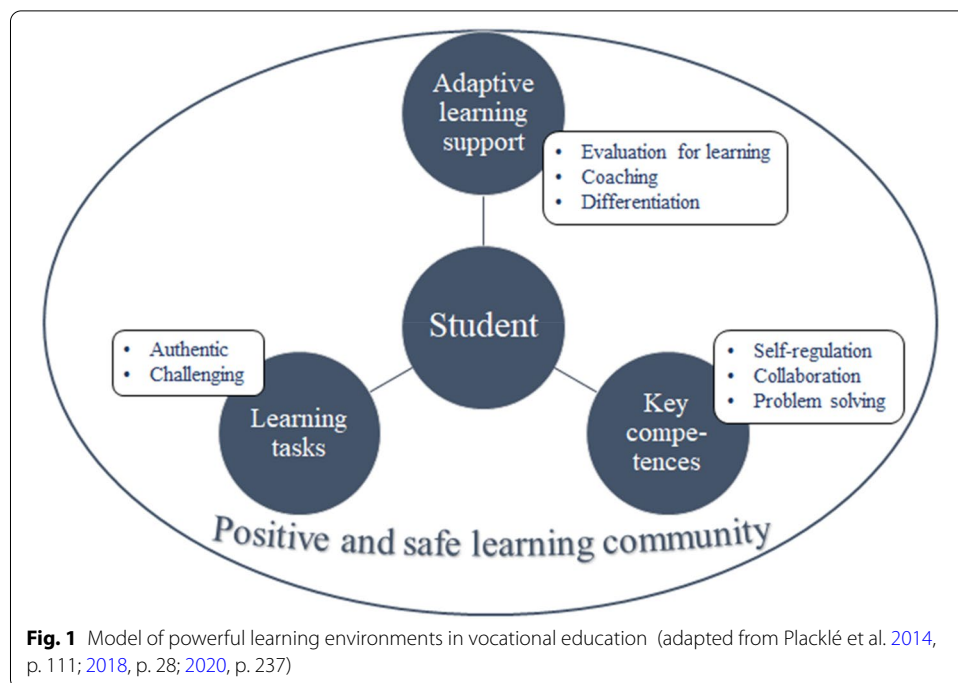 Adaptive
learning
support
• Evaluation for learning
• Coaching
• Differentiation
Student
• Authentic
• Challenging
Learning
tasks
• Self-regulation
• Collaboration
• Problem solving
Key
compe-
tences
Positive and safe learning community
Fig. 1 Model of powerful learning environments in vocational education (adapted from Placklé et al. 2014,
p. 111; 2018, p. 28; 2020, p. 237)